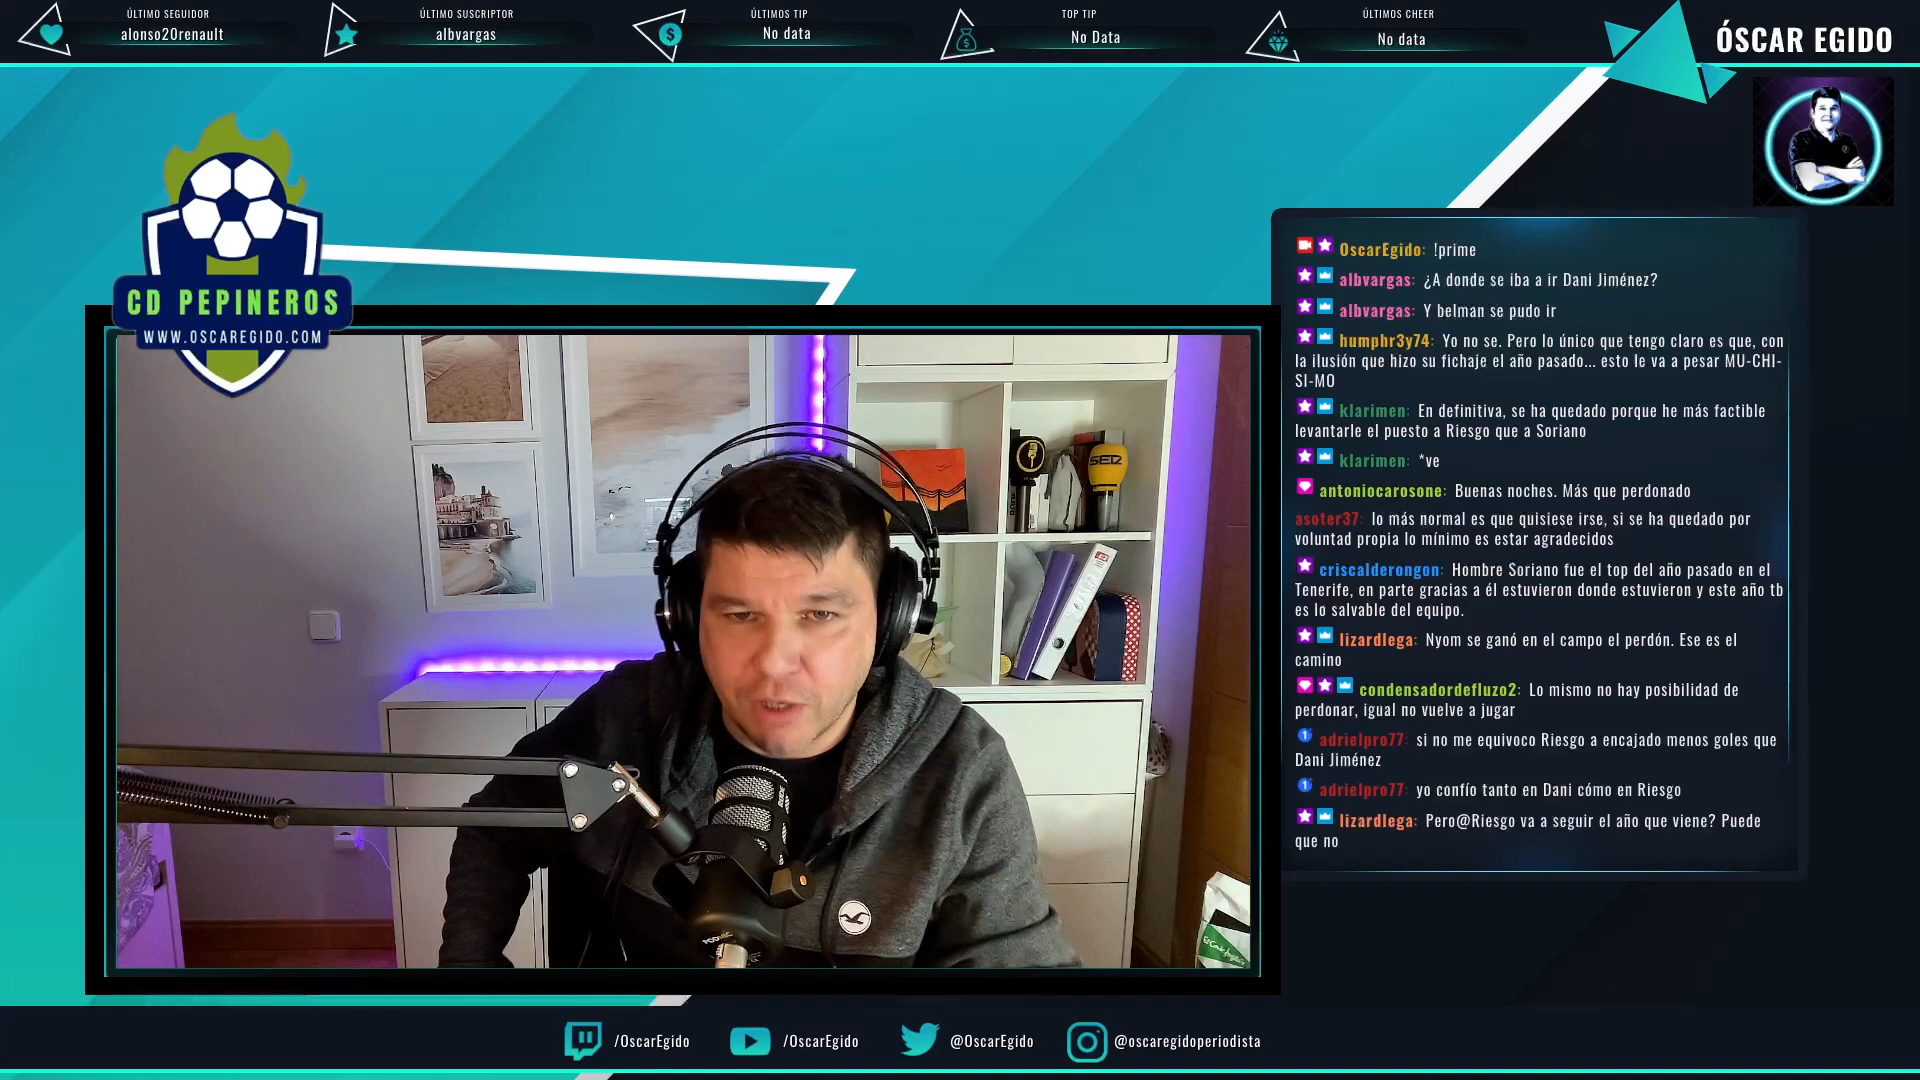 ÚLTIMO SEGUIDOR
alonso20renault
ÚLTIMO SUSCRIPTOR
albvargas
ÚLTIMOS TIP
No data
TOP TIP
No Data
ÚLTIMOS CHEER
No data
ÓSCAR EGIDO
CD PEPINEROS
WWW.OSCAREGIDO.COM
SER
OscarEgido: !prime
albvargas: ¿A donde se iba a ir Dani Jiménez?
albvargas: Y belman se pudo ir
humphr3y74: Yo no se. Pero lo único que tengo claro es que, con
la ilusión que hizo su fichaje el año pasado... esto le va a pesar MU-CHI-
SI-MO
klarimen: En definitiva, se ha quedado porque he más factible
levantarle el puesto a Riesgo que a Soriano
klarimen: *ve
antoniocarosone: Buenas noches. Más que perdonado
asoter37: lo más normal es que quisiese irse, si se ha quedado por
voluntad propia lo mínimo es estar agradecidos
criscalderongon: Hombre Soriano fue el top del año pasado en el
Tenerife, en parte gracias a él estuvieron donde estuvieron y este año tb
es lo salvable del equipo.
lizardlega: Nyom se ganó en el campo el perdón. Ese es el
camino
condensadordefluzo2: Lo mismo no hay posibilidad de
perdonar, igual no vuelve a jugar
adrielpro77: si no me equivoco Riesgo a encajado menos goles que
Dani Jiménez
adrielpro77: yo confío tanto en Dani cómo en Riesgo
lizardlega: Pero@Riesgo va a seguir el año que viene? Puede
que no
El Corte Inglés
/OscarEgido
/OscarEgido
@OscarEgido
@oscaregidoperiodista